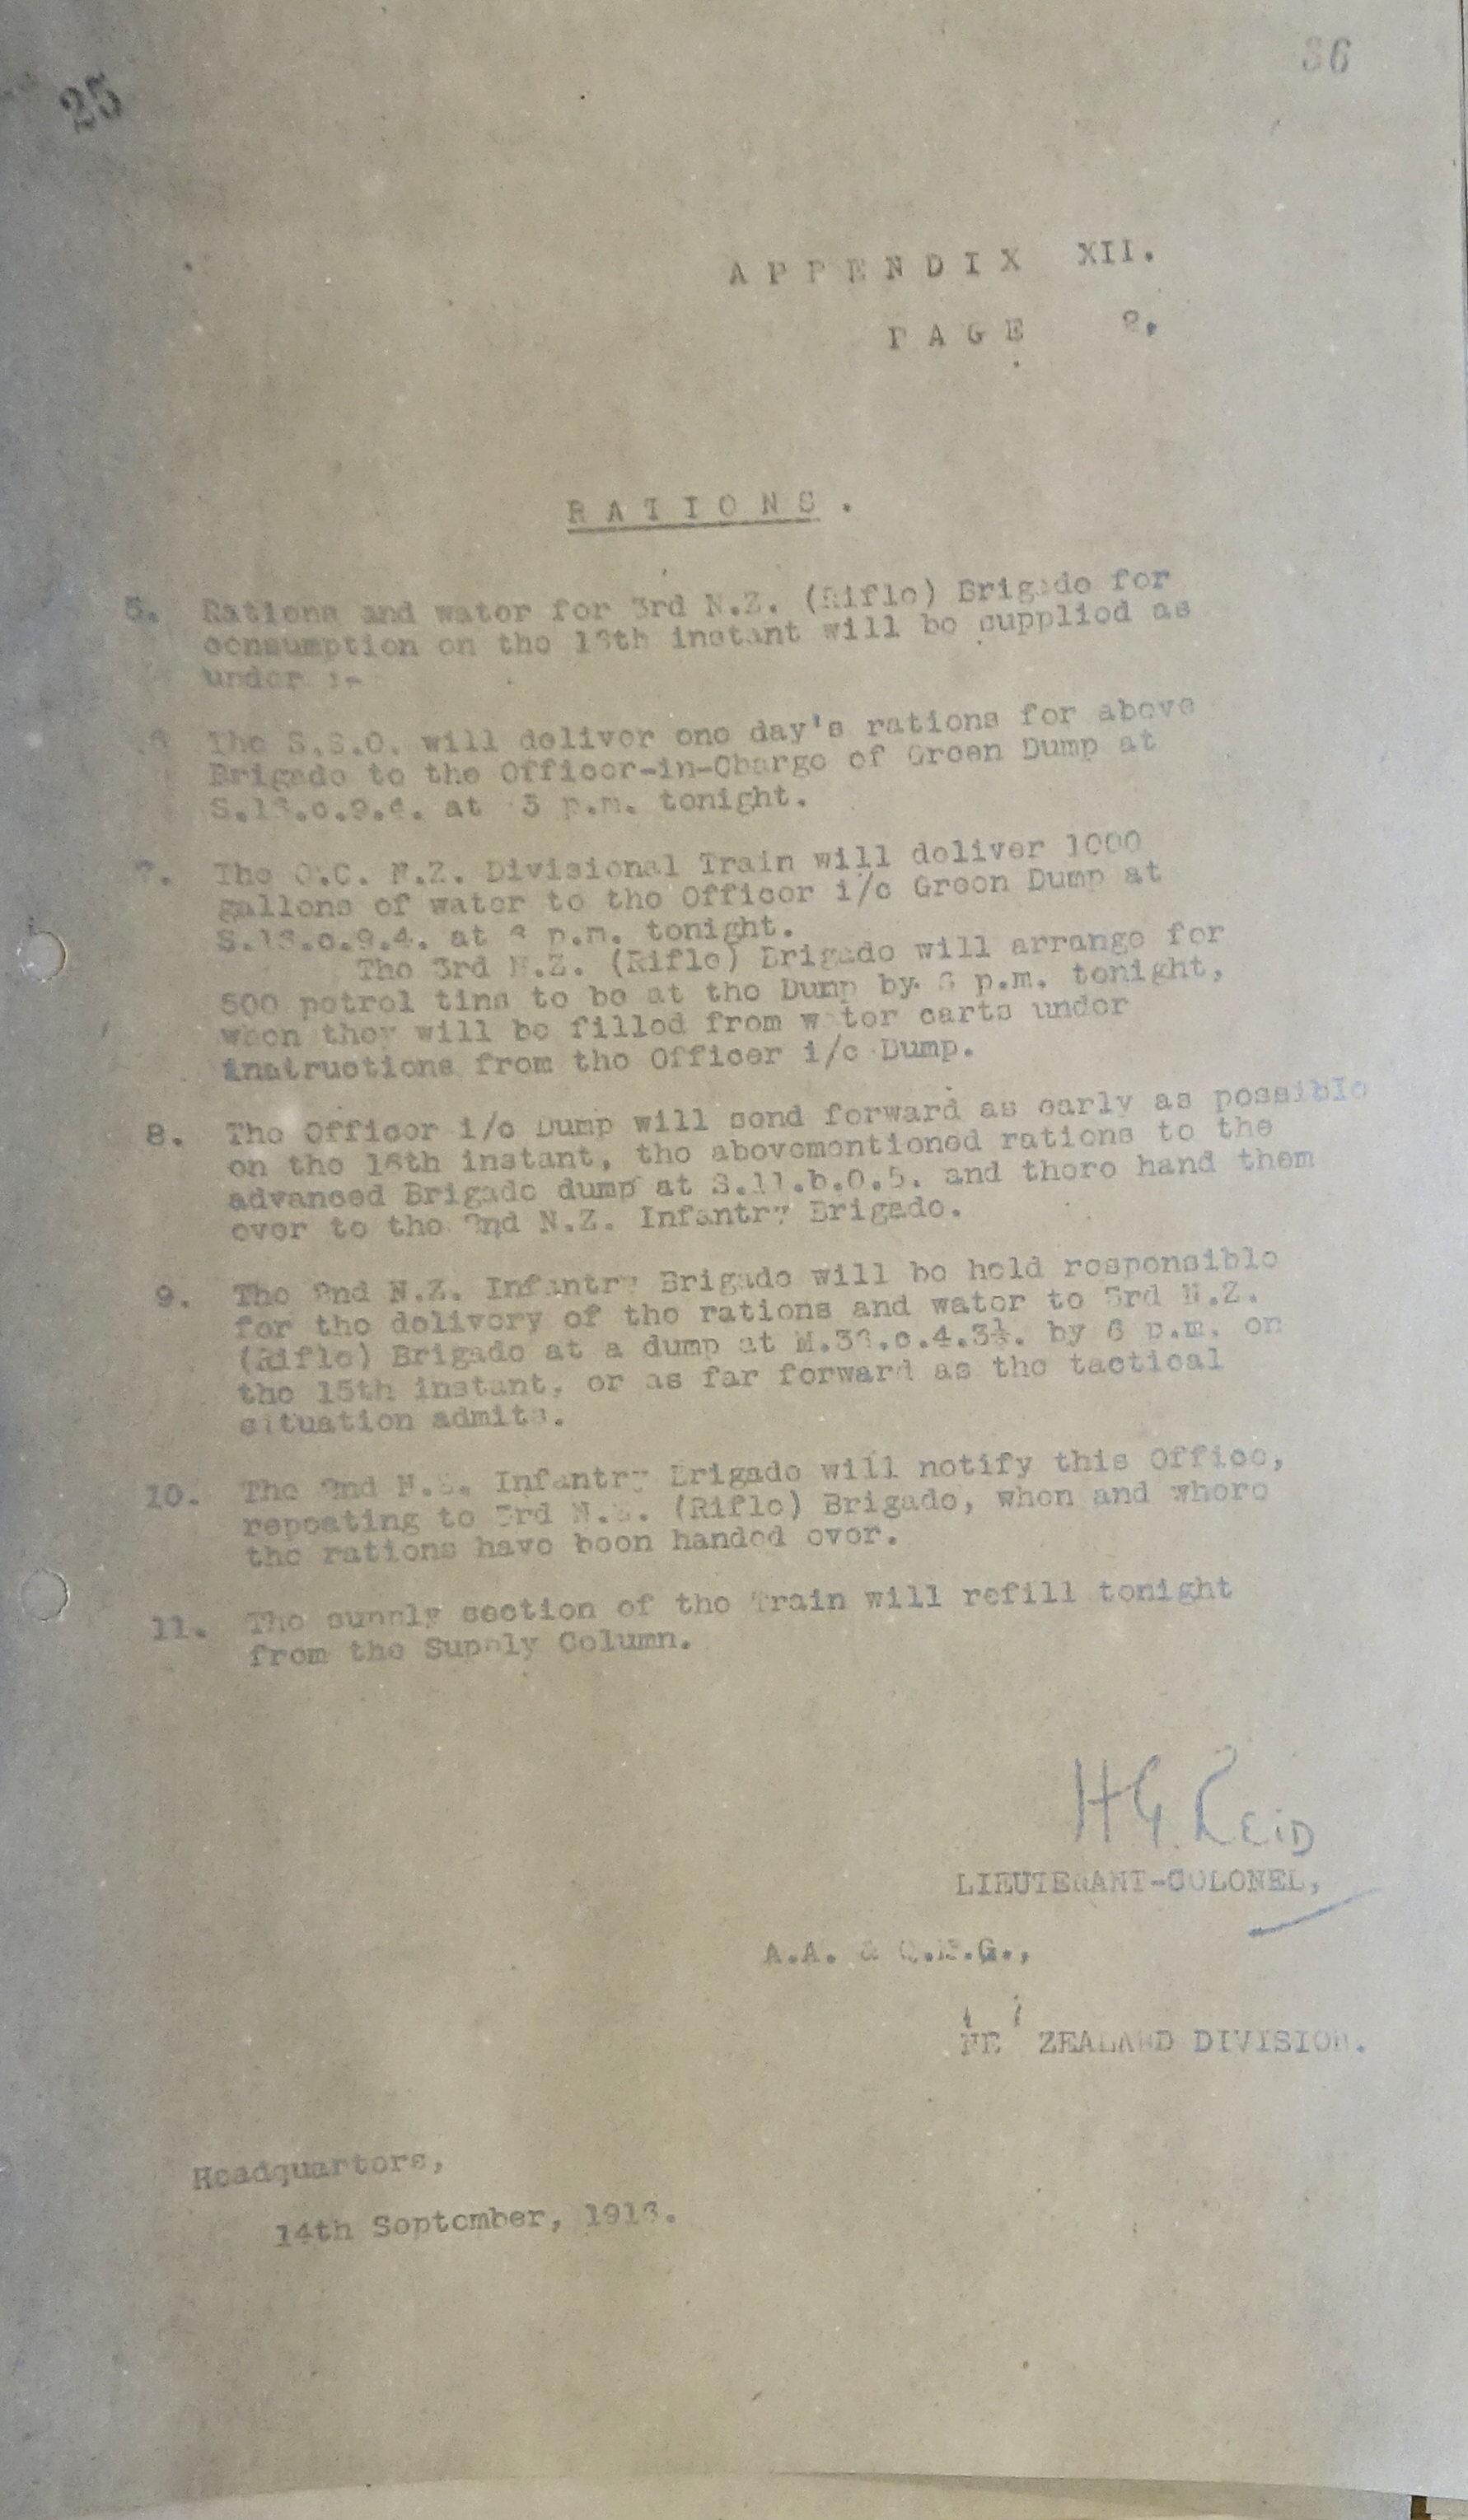 36
25
APPENDIX XII.
PAGE 2.
RATIONS.
5. Rations and water for 3rd N.Z. (Rifle) Brigade for
consumption on the 16th instant will be supplied as
under :-
6 The S.S.O. will deliver one day's rations for above
Brigade to the Officer-in-Charge of Green Dump at
at p.m. tonight.
7. The O.C. N.Z. Divisional Train will deliver 1000
gallons of water to the Officer i/c Green Dump at
S.13.c.9.4. at p.m. tonight.
The 3rd N.Z. (Rifle) Brigade will arrange for
500 petrol tins to be at the Dump by 6 p.m. tonight,
when they will be filled from water carts under
instructions from the Officer i/c Dump.
8. The Officer i/c Dump will send forward as early as possible
on the 15th instant, the abovementioned rations to the
advanced Brigade dump at S.11.b.0.5. and there hand them
over to the 2nd N.Z. Infantry Brigade.
9. The 2nd N.Z. Infantry Brigade will be held responsible
for the delivery of the rations and water to 3rd N.Z.
(Rifle) Brigade at a dump at by 6 p.m. on
the 15th instant, or as far forward as the tactical
situation admits.
10. The 2nd N.Z. Infantry Brigade will notify this Office,
repeating to 3rd N.Z. (Rifle) Brigade, when and where
the rations have been handed over.
11. The supply section of the Train will refill tonight
from the Supply Column.
HG. REID
LIEUTENANT-COLONEL,
A.A. & Q.M.G.,
NE ZEALAND DIVISION.
Headquarters,
14th September, 1916.